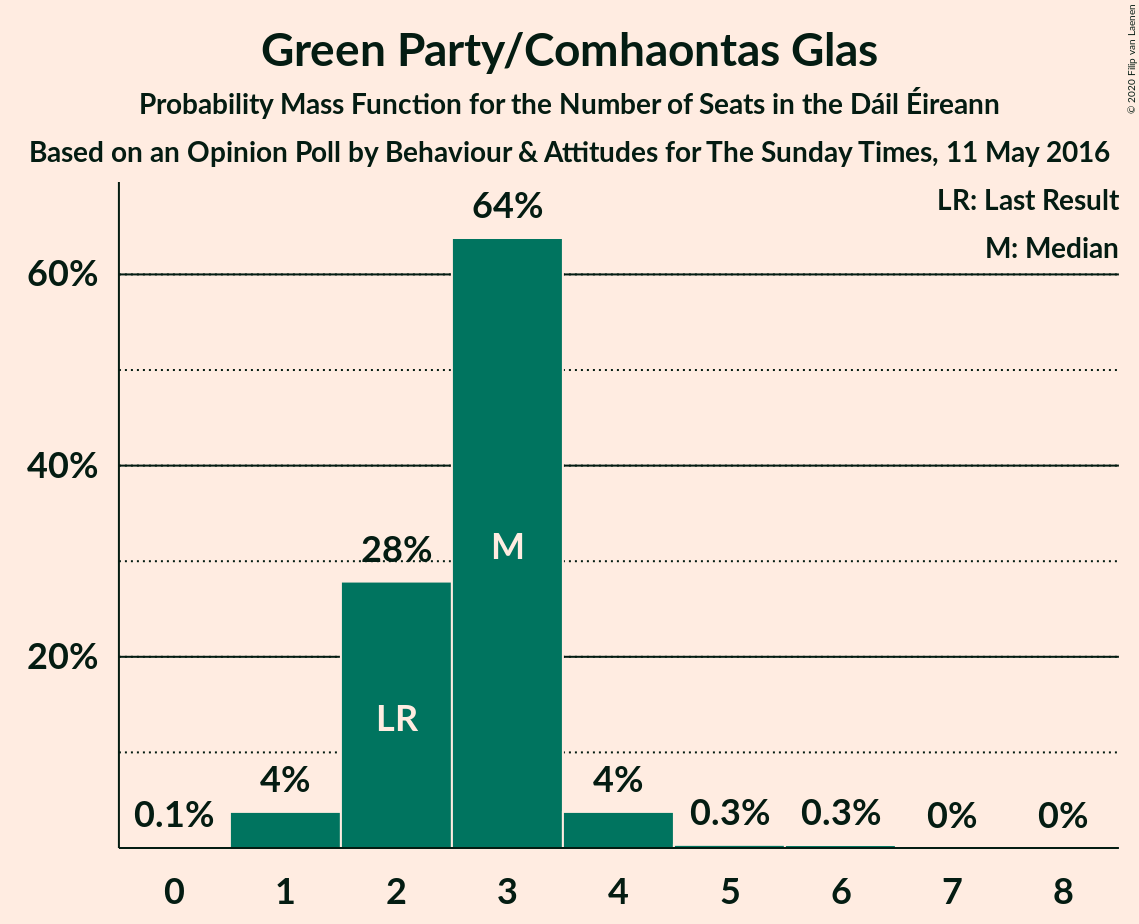 Green Party/Comhaontas Glas
Probability Mass Function for the Number of Seats in the Dáil Éireann
Based on an Opinion Poll by Behaviour & Attitudes for The Sunday Times, 11 May 2016
© 2020 Filip van Laenen
LR: Last Result
M: Median
64%
60%
40%
28%
M
20%
LR
4%
4%
0.1%
0.3%
0.3%
0%
0%
0 1 2 3 4 5 6 7 8